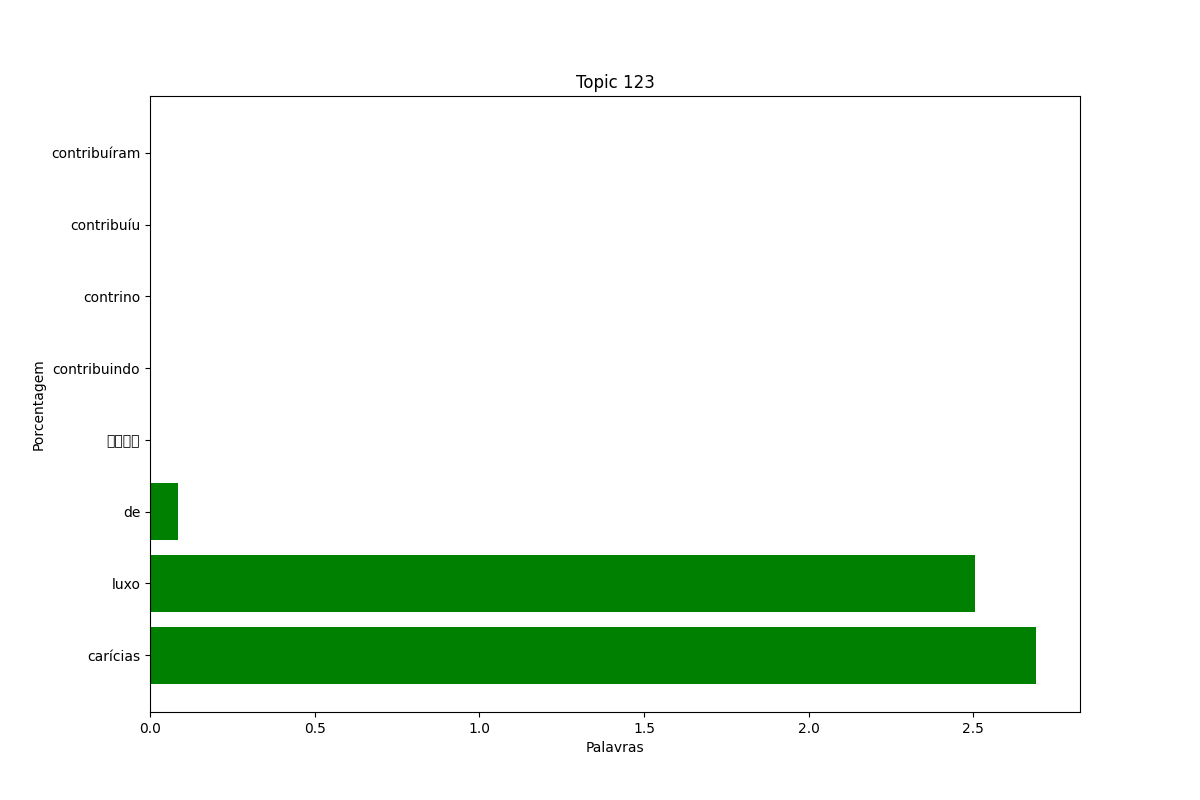 Topic 123
contribuíram
contribuíu
contrino
contribuindo
de
luxo
carícias
Porcentagem
0.0 0.5 1.0 1.5 2.0 2.5
Palavras